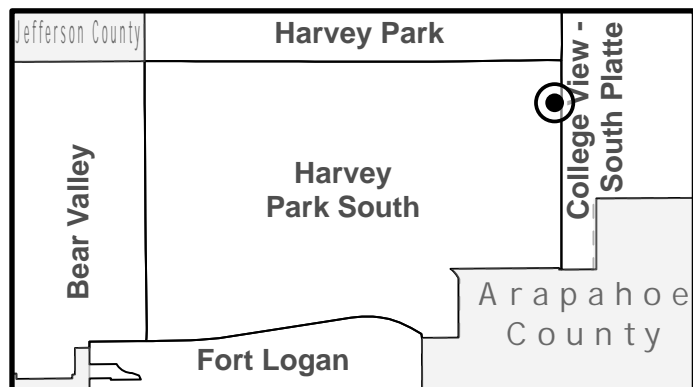 Jefferson County
Harvey Park
College View -
South Platte
Bear Valley
Harvey
Park South
Arapahoe
County
Fort Logan